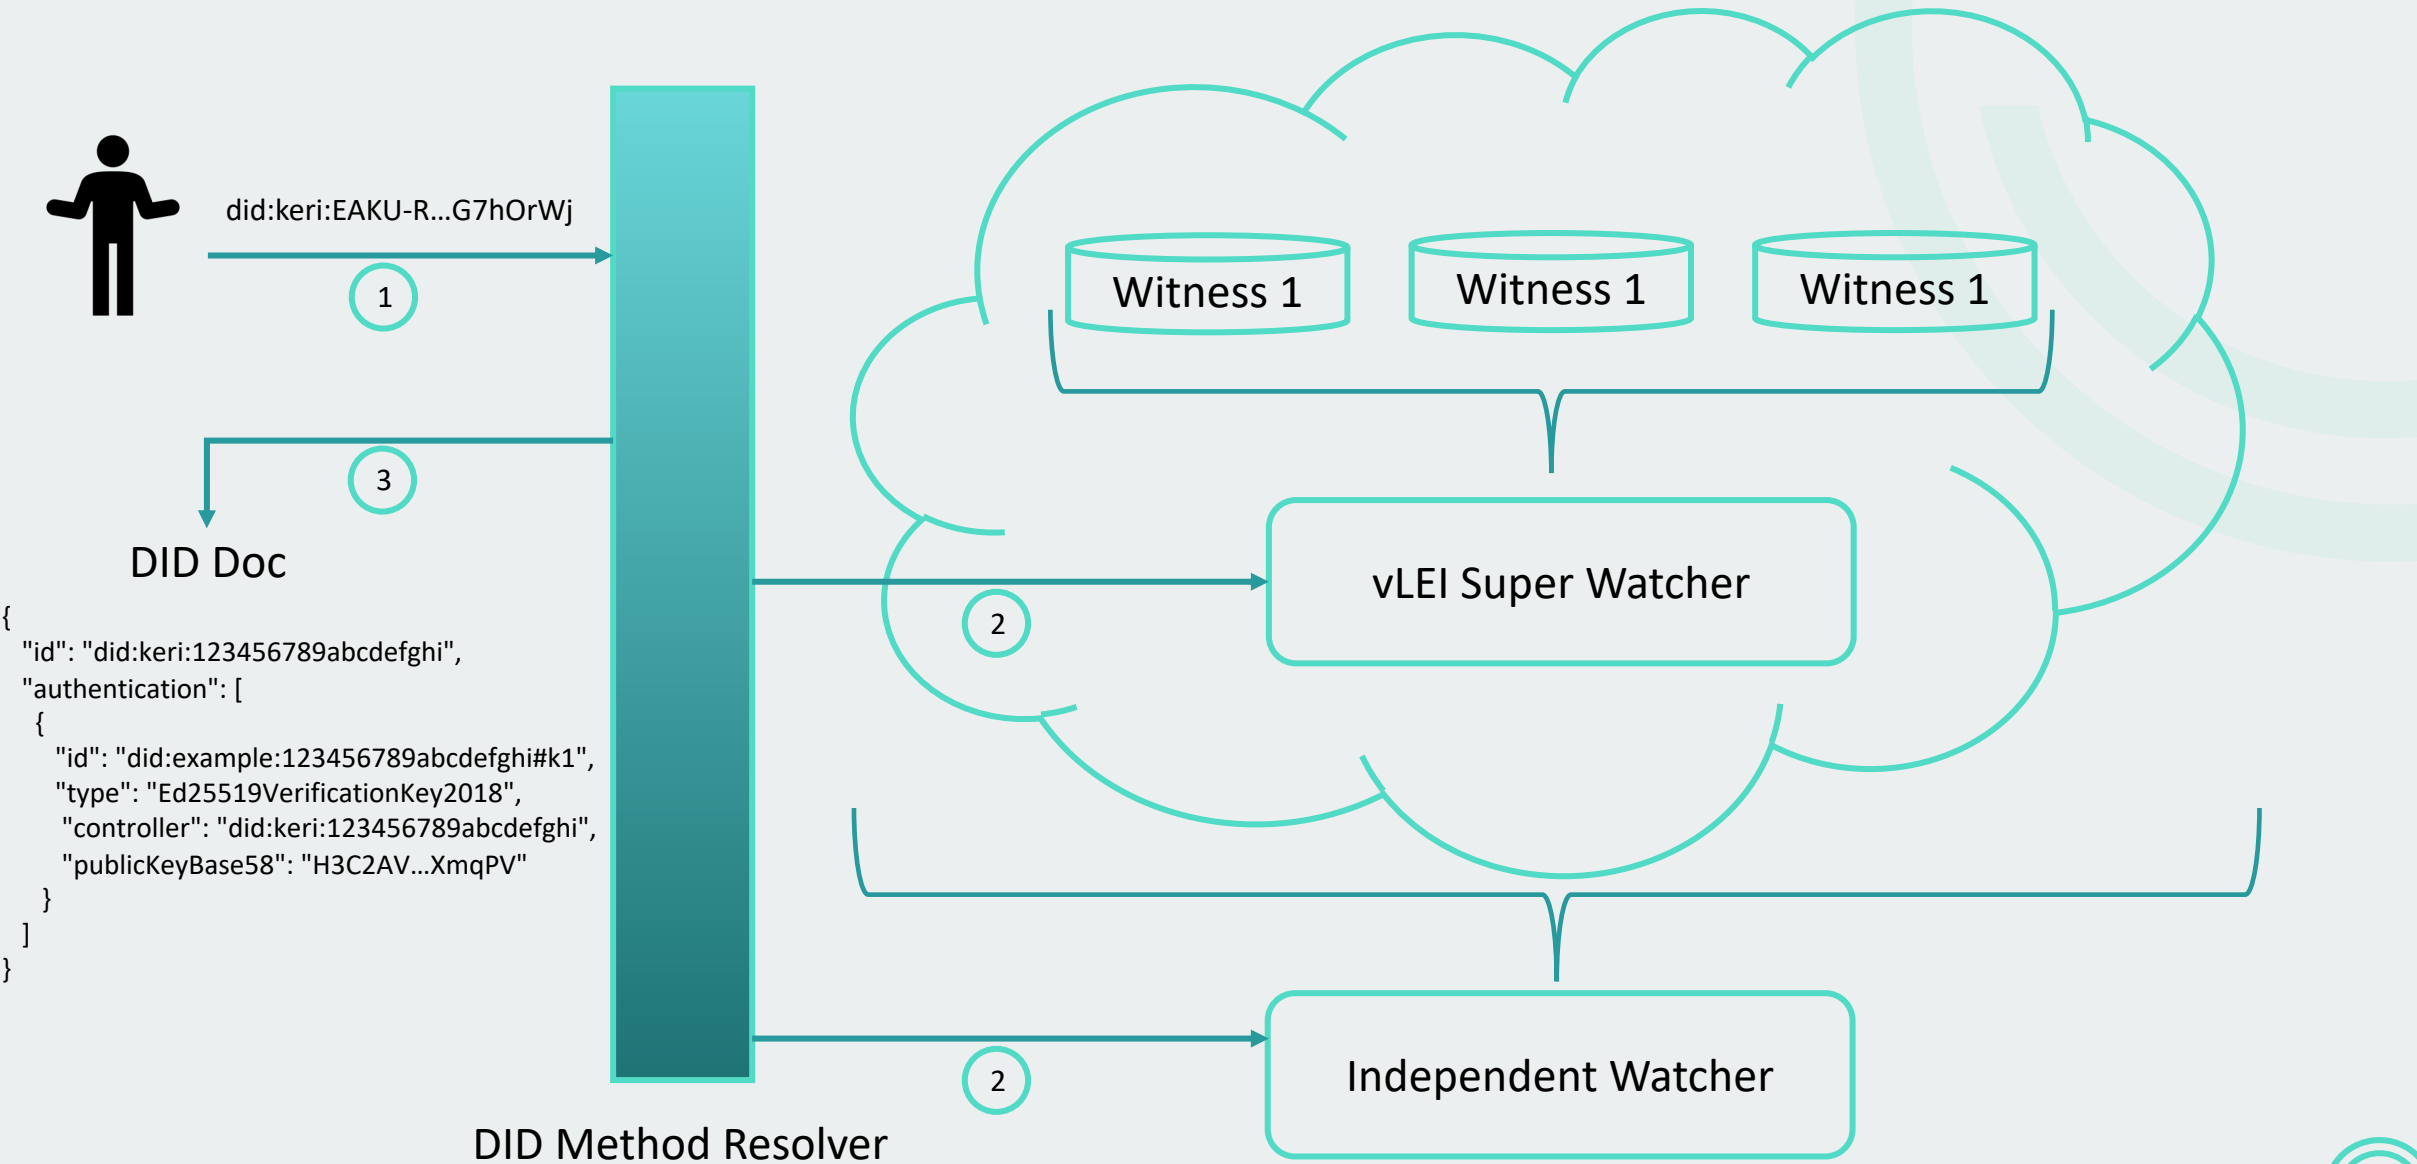 did:keri:EAKU-R...G7hOrWj
1
Witness 1
Witness 1
Witness 1
3
DID Doc
{
"id": "did:keri:123456789abcdefghi",
"authentication": [
{
"id": "did:example:123456789abcdefghi#k1",
"type": "Ed25519VerificationKey2018",
"controller": "did:keri:123456789abcdefghi",
"publicKeyBase58": "H3C2AV...XmqPV"
}
]
}
vLEI Super Watcher
2
2
Independent Watcher
DID Method Resolver